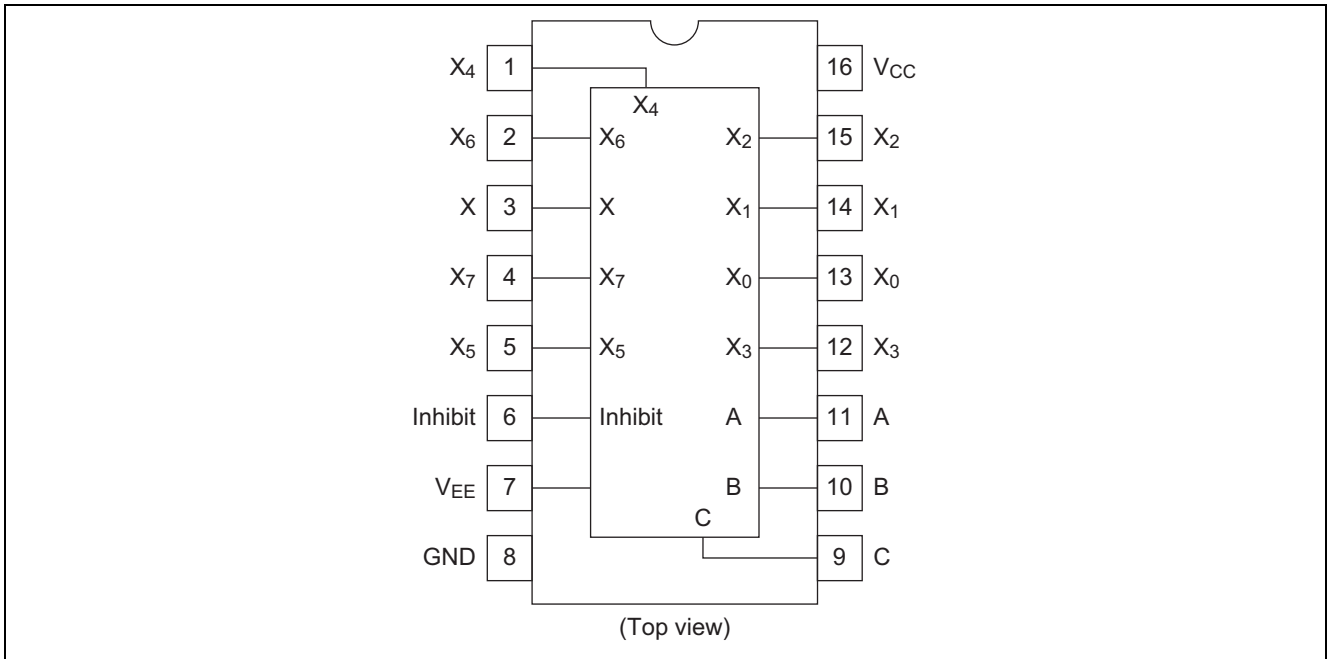 X4 1 X4 16 VCC
X6 2 X6 X2 15 X2
X 3 X X1 14 X1
X7 4 X7 X0 13 X0
X5 5 X5 X3 12 X3
Inhibit 6 Inhibit A 11 A
VEE 7 B 10 B
GND 8 C 9 C
(Top view)